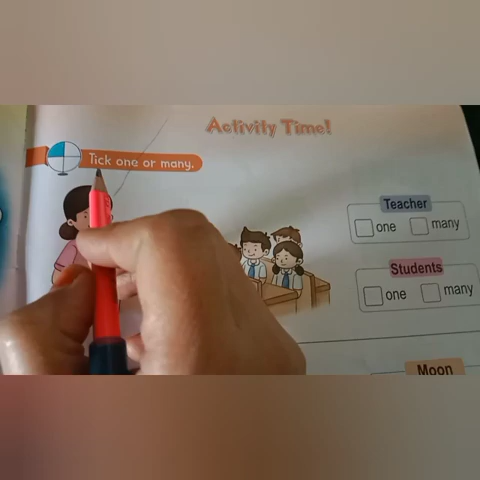 Activity Time!
Tick one or many.
Teacher
one many
Students
one many
Moon